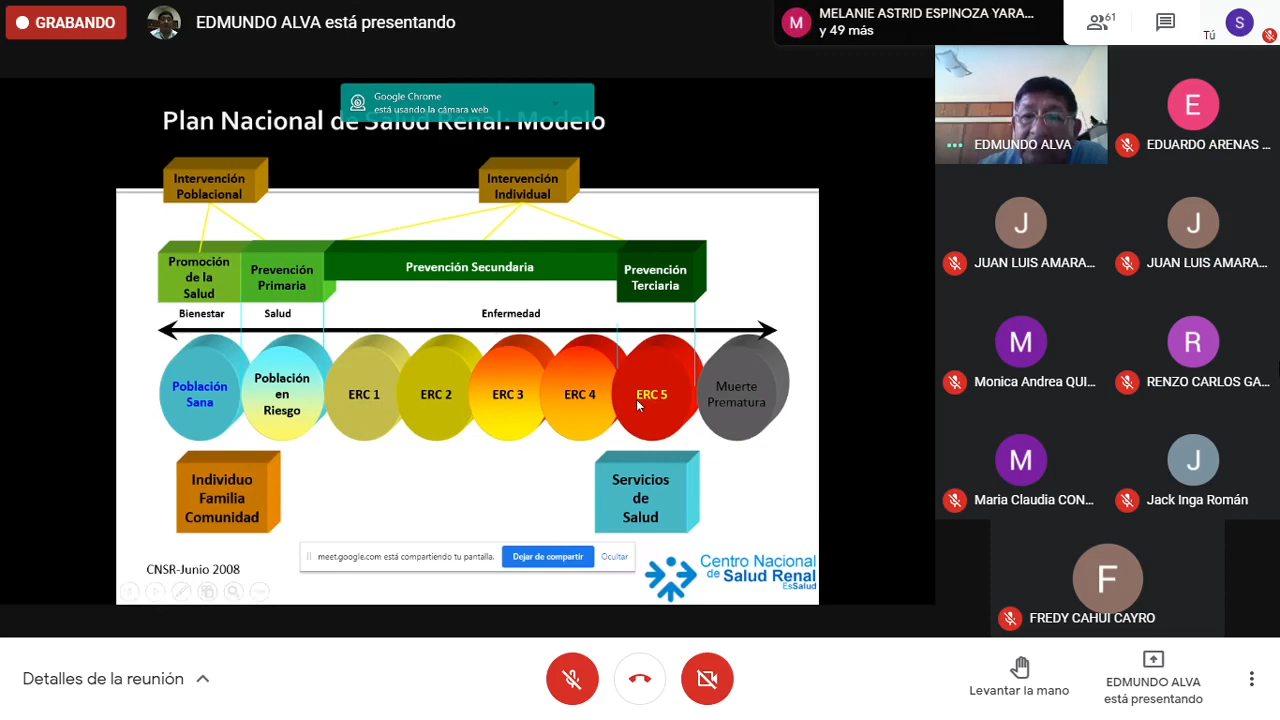 GRABANDO
EDMUNDO ALVA está presentando
MELANIE ASTRID ESPINOZA YARA...
y 49 más
61
Tú
S
M
Google Chrome
está usando la cámara web
Plan Nacional de Salud Renal: Modelo
Intervención
Poblacional
Intervención
Individual
Promoción
de la
Salud
Prevención
Primaria
Prevención Secundaria
Prevención
Terciaria
Bienestar
Salud
Enfermedad
Población
Sana
Población
en
Riesgo
ERC 1
ERC 2
ERC 3
ERC 4
ERC 5
Muerte
Prematura
Individuo
Familia
Comunidad
Servicios
de
Salud
meet.google.com está compartiendo tu pantalla.
Dejar de compartir
Ocultar
CNSR-Junio 2008
Centro Nacional
de Salud Renal
EsSalud
EDMUNDO ALVA
E
EDUARDO ARENAS ...
J
JUAN LUIS AMARA...
J
JUAN LUIS AMARA...
M
Monica Andrea QUI...
R
RENZO CARLOS GA...
M
Maria Claudia CON...
J
Jack Inga Román
F
FREDY CAHUI CAYRO
Detalles de la reunión
Levantar la mano
EDMUNDO ALVA
está presentando